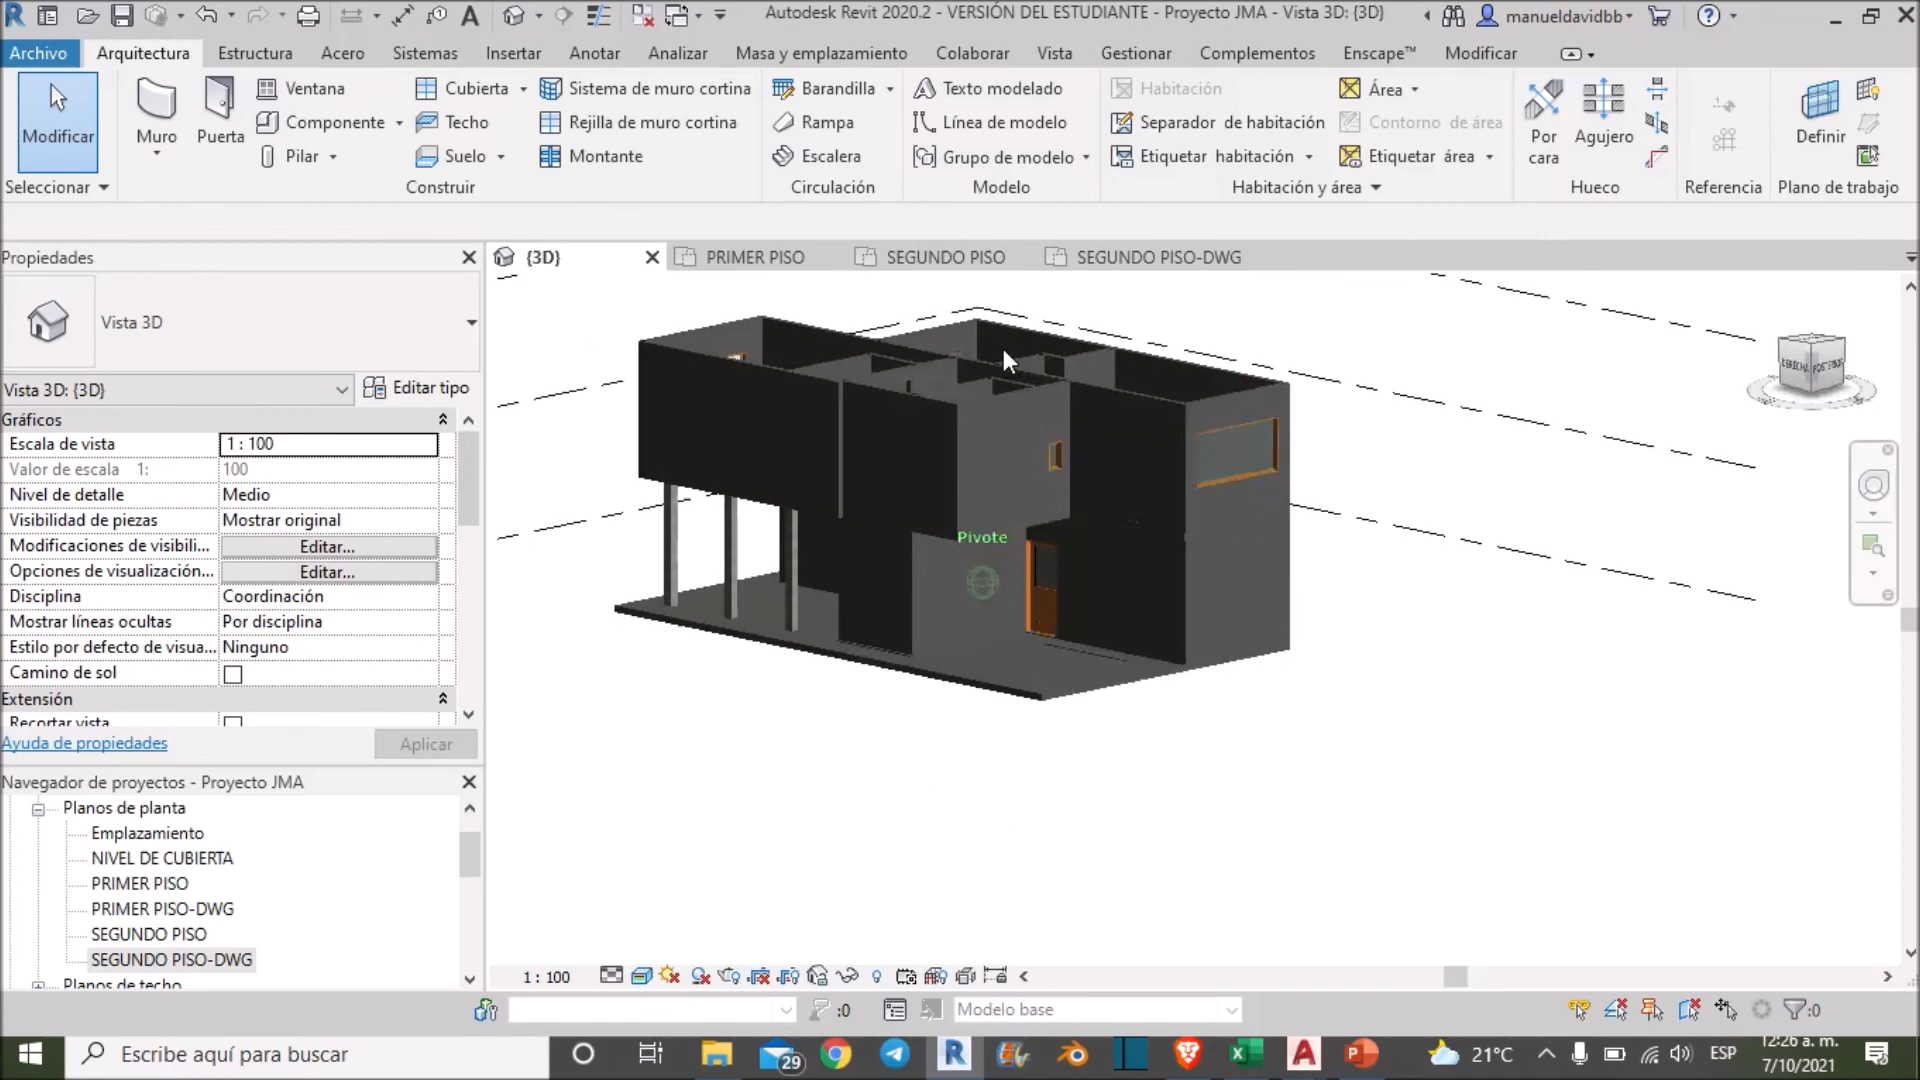 Autodesk Revit 2020.2 - VERSIÓN DEL ESTUDIANTE - Proyecto JMA - Vista 3D: {3D}
manueldavidbb
Archivo Arquitectura Estructura Acero Sistemas Insertar Anotar Analizar Masa y emplazamiento Colaborar Vista Gestionar Complementos Enscape™ Modificar
Modificar
Muro
Puerta
Ventana
Componente
Pilar
Cubierta
Techo
Suelo
Sistema de muro cortina
Rejilla de muro cortina
Montante
Barandilla
Rampa
Escalera
Texto modelado
Línea de modelo
Grupo de modelo
Habitación
Separador de habitación
Etiquetar habitación
Área
Contorno de área
Etiquetar área
Por cara
Agujero
Definir
Seleccionar Construir Circulación Modelo Habitación y área Hueco Referencia Plano de trabajo
Propiedades
{3D} PRIMER PISO SEGUNDO PISO SEGUNDO PISO-DWG
Vista 3D
Vista 3D: {3D} Editar tipo
Gráficos
Escala de vista 1 : 100
Valor de escala 1: 100
Nivel de detalle Medio
Visibilidad de piezas Mostrar original
Modificaciones de visibili... Editar...
Opciones de visualización... Editar...
Disciplina Coordinación
Mostrar líneas ocultas Por disciplina
Estilo por defecto de visua... Ninguno
Camino de sol
Extensión
Recortar vista
Ayuda de propiedades Aplicar
Pivote
DERECHA POSTERIOR
Navegador de proyectos - Proyecto JMA
Planos de planta
Emplazamiento
NIVEL DE CUBIERTA
PRIMER PISO
PRIMER PISO-DWG
SEGUNDO PISO
SEGUNDO PISO-DWG
Planos de techo
1 : 100
:0 Modelo base :0
Escribe aquí para buscar
29
21°C
ESP
12:26 a. m.
7/10/2021